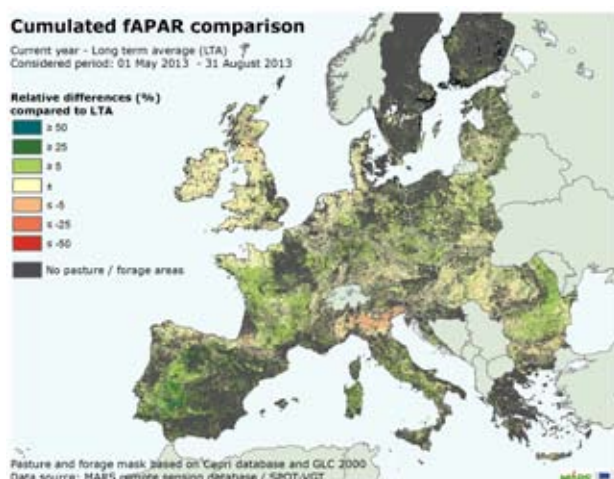 Cumulated fAPAR comparison
Current year - Long term average (LTA)
Considered period: 01 May 2013 - 31 August 2013
Relative differences (%)
compared to LTA
≥ 50
≥ 25
≥ 5
±
≤ -5
≤ -25
≤ -50
No pasture / forage areas
Pasture and forage mask based on Capri database and GLC 2000
Data source: MARS remote sensing database / SPOT-VGT
MARS